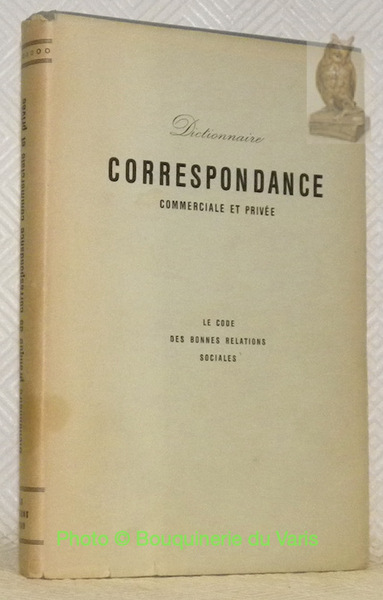 Dictionnaire
CORRESPONDANCE
COMMERCIALE ET PRIVÉE
LE CODE
DES BONNES RELATIONS
SOCIALES
Photo © Bouquinerie du Varis